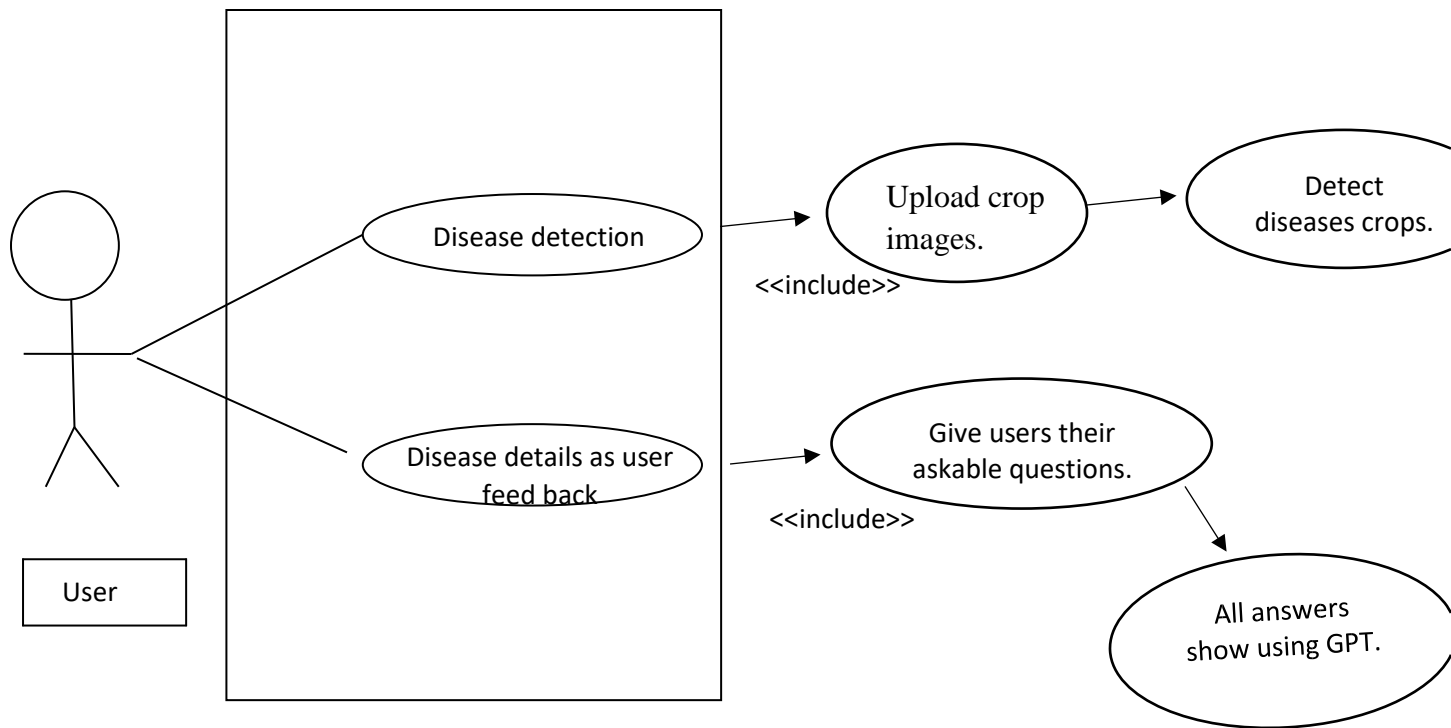 Disease detection
Upload crop
images.
Detect
diseases crops.
<<include>>
Disease details as user
feed back
Give users their
askable questions.
<<include>>
User
All answers
show using GPT.